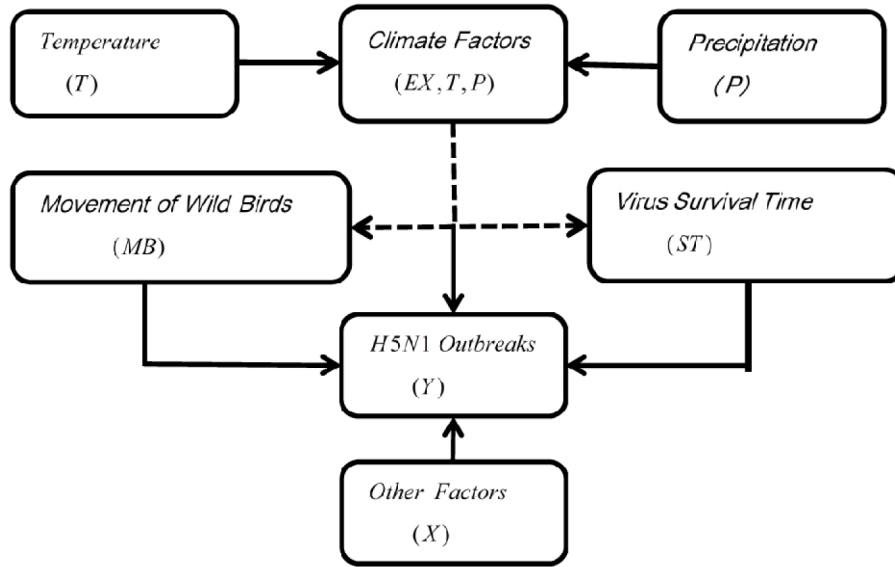 Temperature
(T)
Climate Factors
(EX,T,P)
Precipitation
(P)
Movement of Wild Birds
(MB)
Virus Survival Time
(ST)
H5N1 Outbreaks
(Y)
Other Factors
(X)